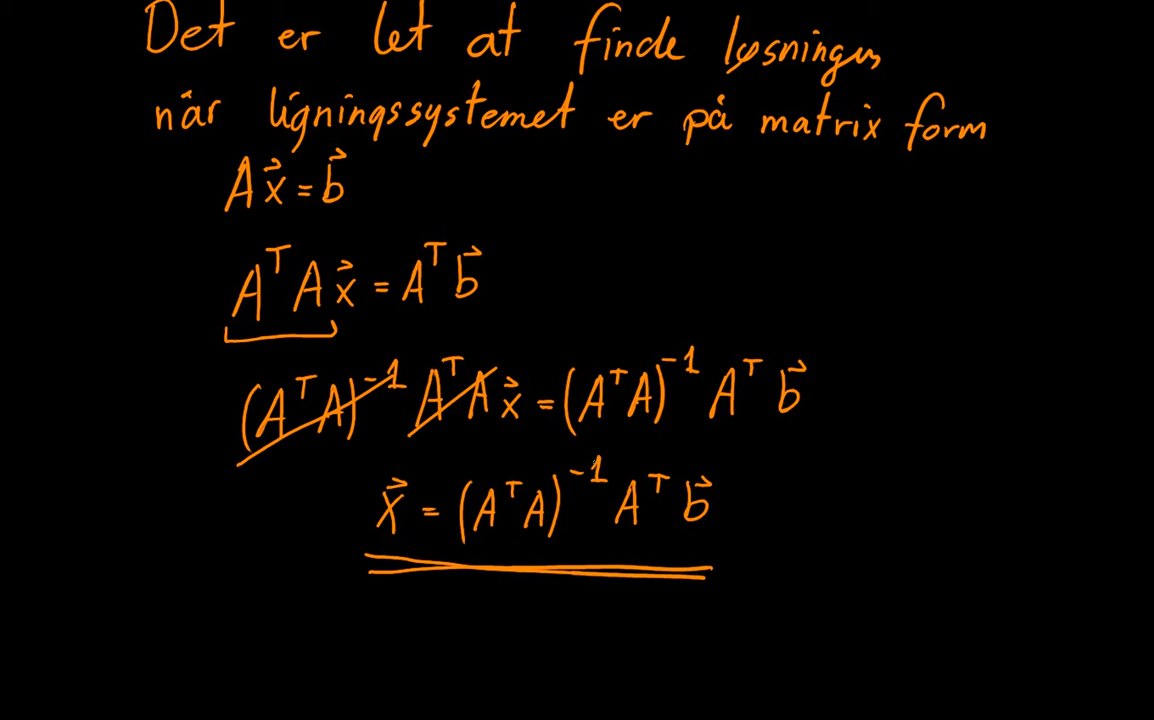 Det er let at finde løsningen
når ligningssystemet er på matrix form
A x⃗ = b⃗
Aᵀ A x⃗ = Aᵀ b⃗
(AᵀA)⁻¹ AᵀA x⃗ = (AᵀA)⁻¹ Aᵀ b⃗
x⃗ = (AᵀA)⁻¹ Aᵀ b⃗